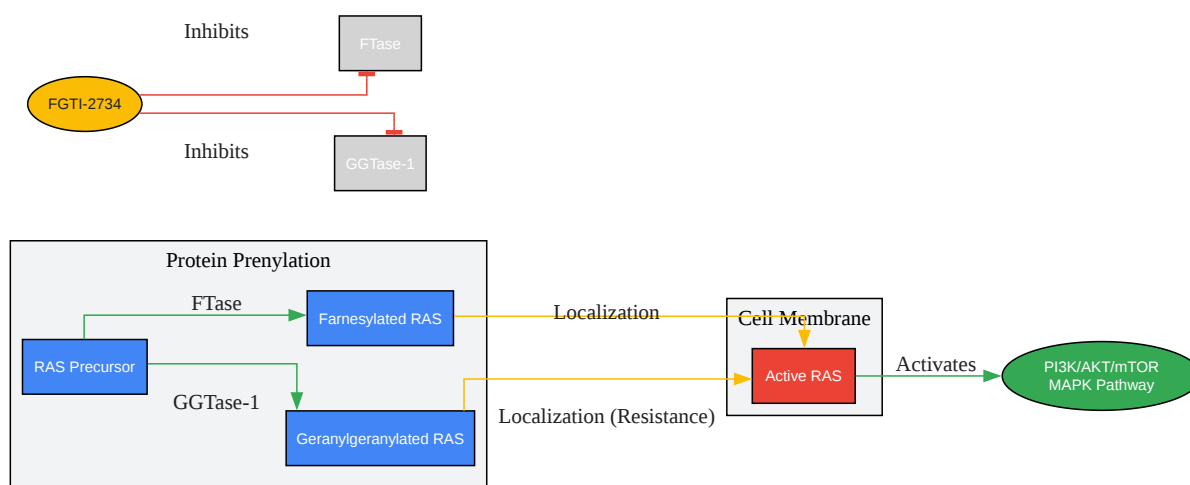 Inhibits
FTase
FGTI-2734
Inhibits
GGTase-1
Protein Prenylation
FTase
Farnesylated RAS
RAS Precursor
GGTase-1
Geranylgeranylated RAS
Localization
Localization (Resistance)
Cell Membrane
Active RAS
Activates
PI3K/AKT/mTOR
MAPK Pathway